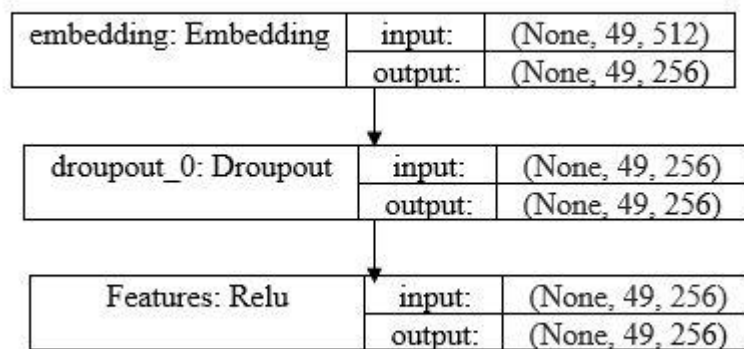 embedding: Embedding input: (None, 49, 512)
output: (None, 49, 256)
droupout_0: Droupout input: (None, 49, 256)
output: (None, 49, 256)
Features: Relu input: (None, 49, 256)
output: (None, 49, 256)